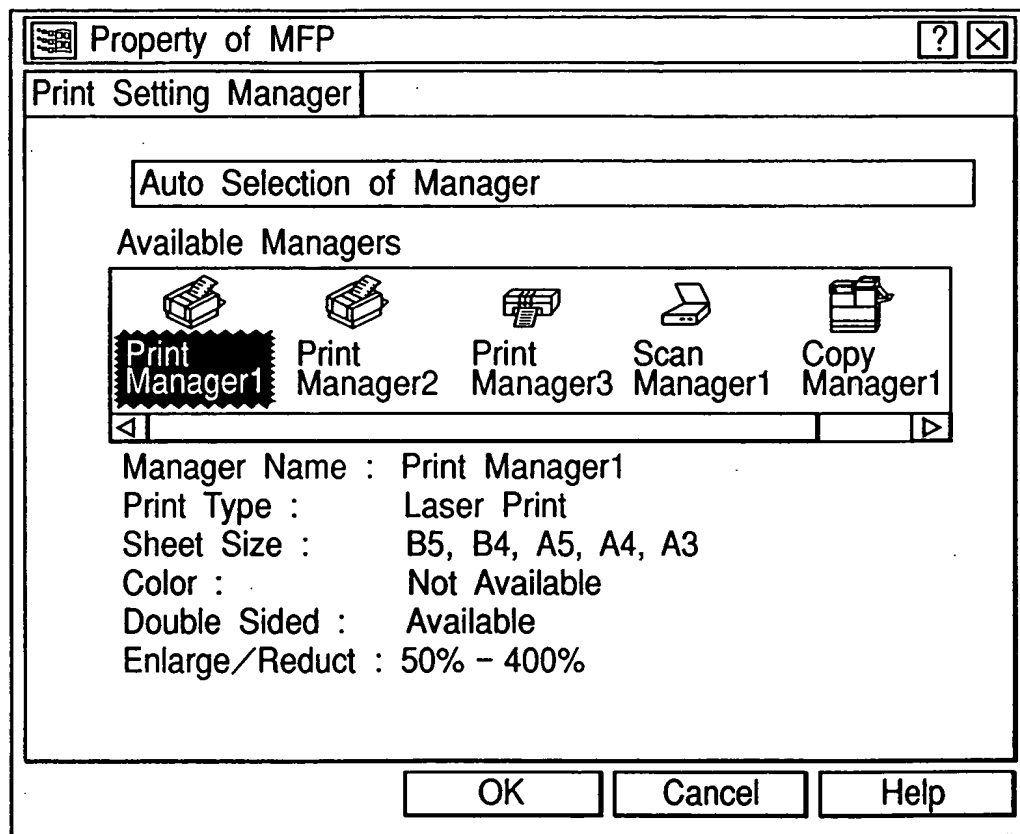 Property of MFP ?
Print Setting Manager
Auto Selection of Manager
Available Managers
Print Manager1
Print Manager2
Print Manager3
Scan Manager1
Copy Manager1
Manager Name : Print Manager1
Print Type : Laser Print
Sheet Size : B5, B4, A5, A4, A3
Color : Not Available
Double Sided : Available
Enlarge/Reduct : 50% - 400%
OK Cancel Help